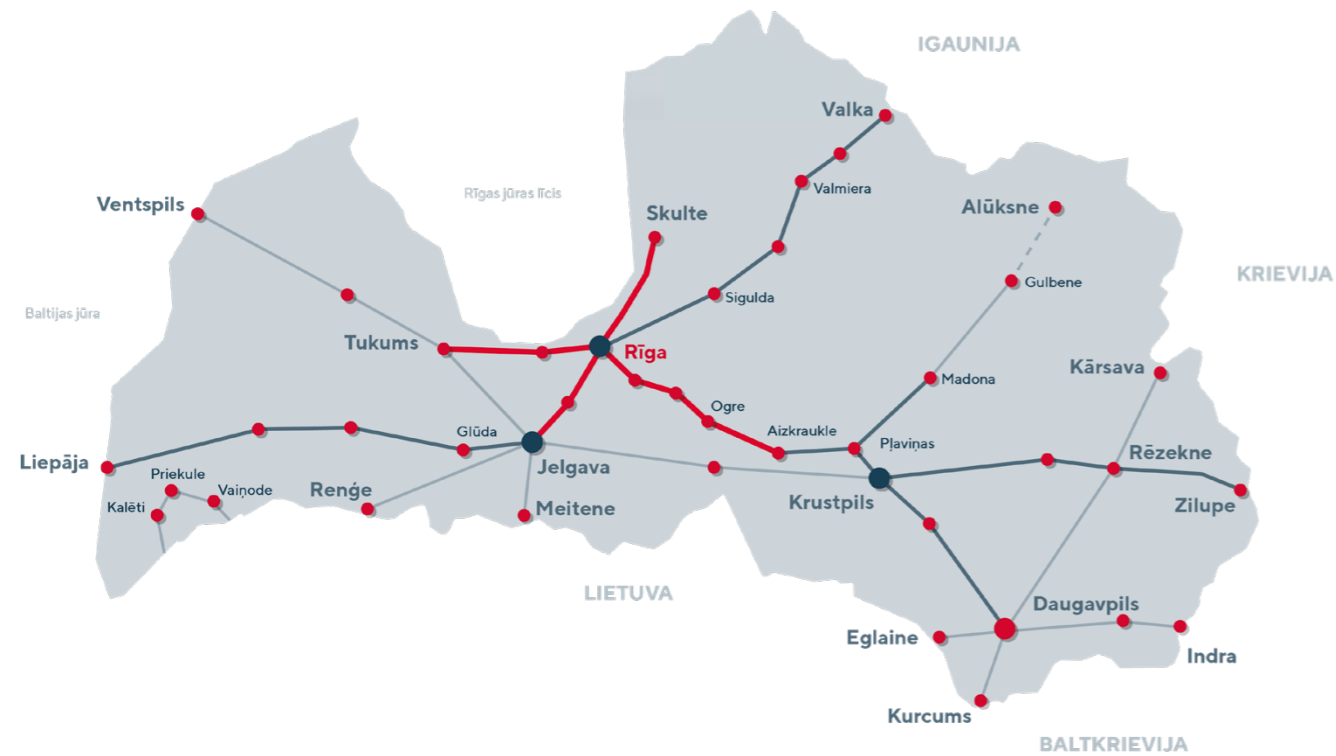 IGAUNIJA
Valka
Ventspils
Rīgas jūras līcis
Valmiera
Skulte
Alūksne
KRIEVIJA
Gulbene
Sigulda
Baltijas jūra
Tukums
Rīga
Kārsava
Madona
Ogre
Glūda
Aizkraukle
Pļaviņas
Liepāja
Jelgava
Rēzekne
Priekule
Vaiņode
Renģe
Krustpils
Kalēti
Meitene
Zilupe
LIETUVA
Daugavpils
Eglaine
Indra
Kurcums
BALTKRIEVIJA